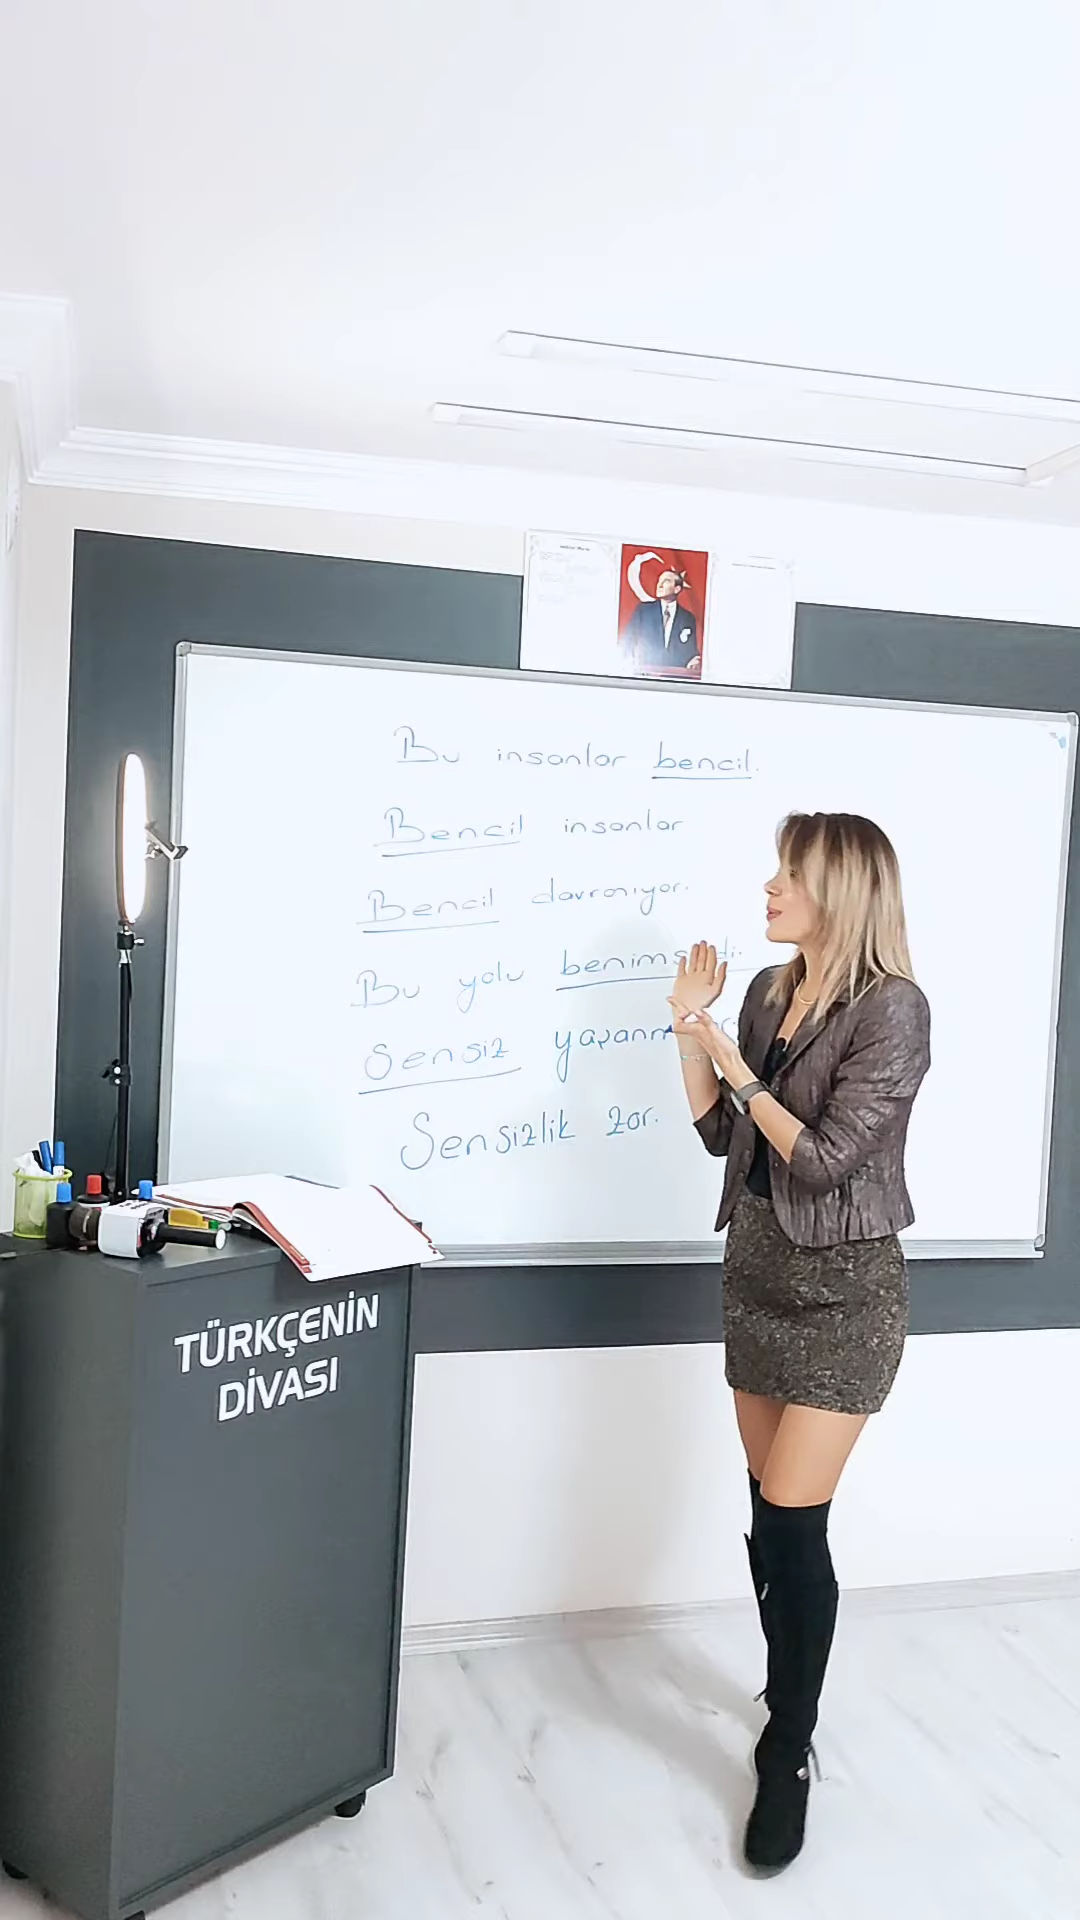 Bu insanlar bencil.
Bencil insanlar
Bencil davranıyor.
Bu yolu
Sensiz
Sensizlik zor.
TÜRKÇENİN
DİVASI